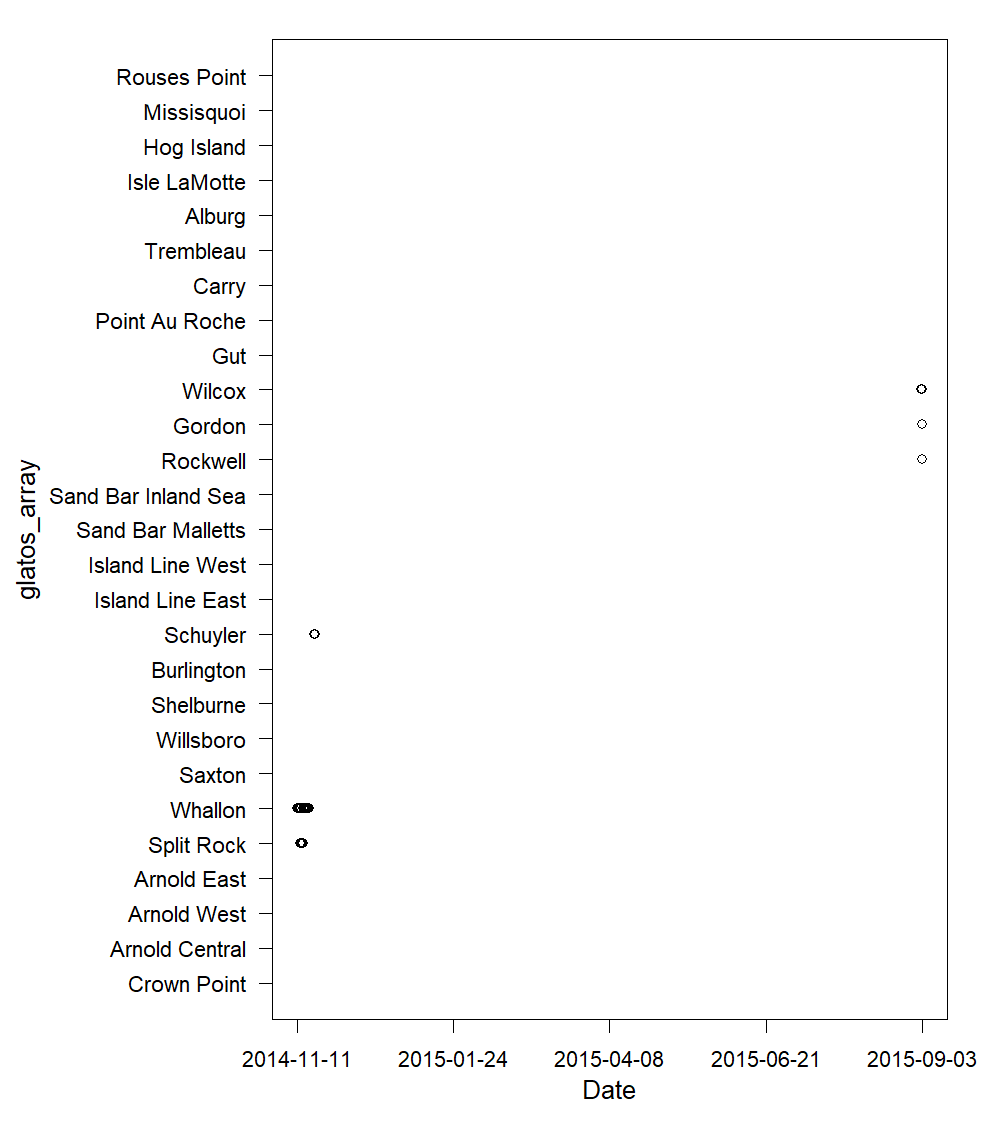 Rouses Point
Missisquoi
Hog Island
Isle LaMotte
Alburg
Trembleau
Carry
Point Au Roche
Gut
Wilcox
Gordon
Rockwell
Sand Bar Inland Sea
Sand Bar Malletts
Island Line West
Island Line East
Schuyler
Burlington
Shelburne
Willsboro
Saxton
Whallon
Split Rock
Arnold East
Arnold West
Arnold Central
Crown Point
glatos_array
2014-11-11 2015-01-24 2015-04-08 2015-06-21 2015-09-03
Date